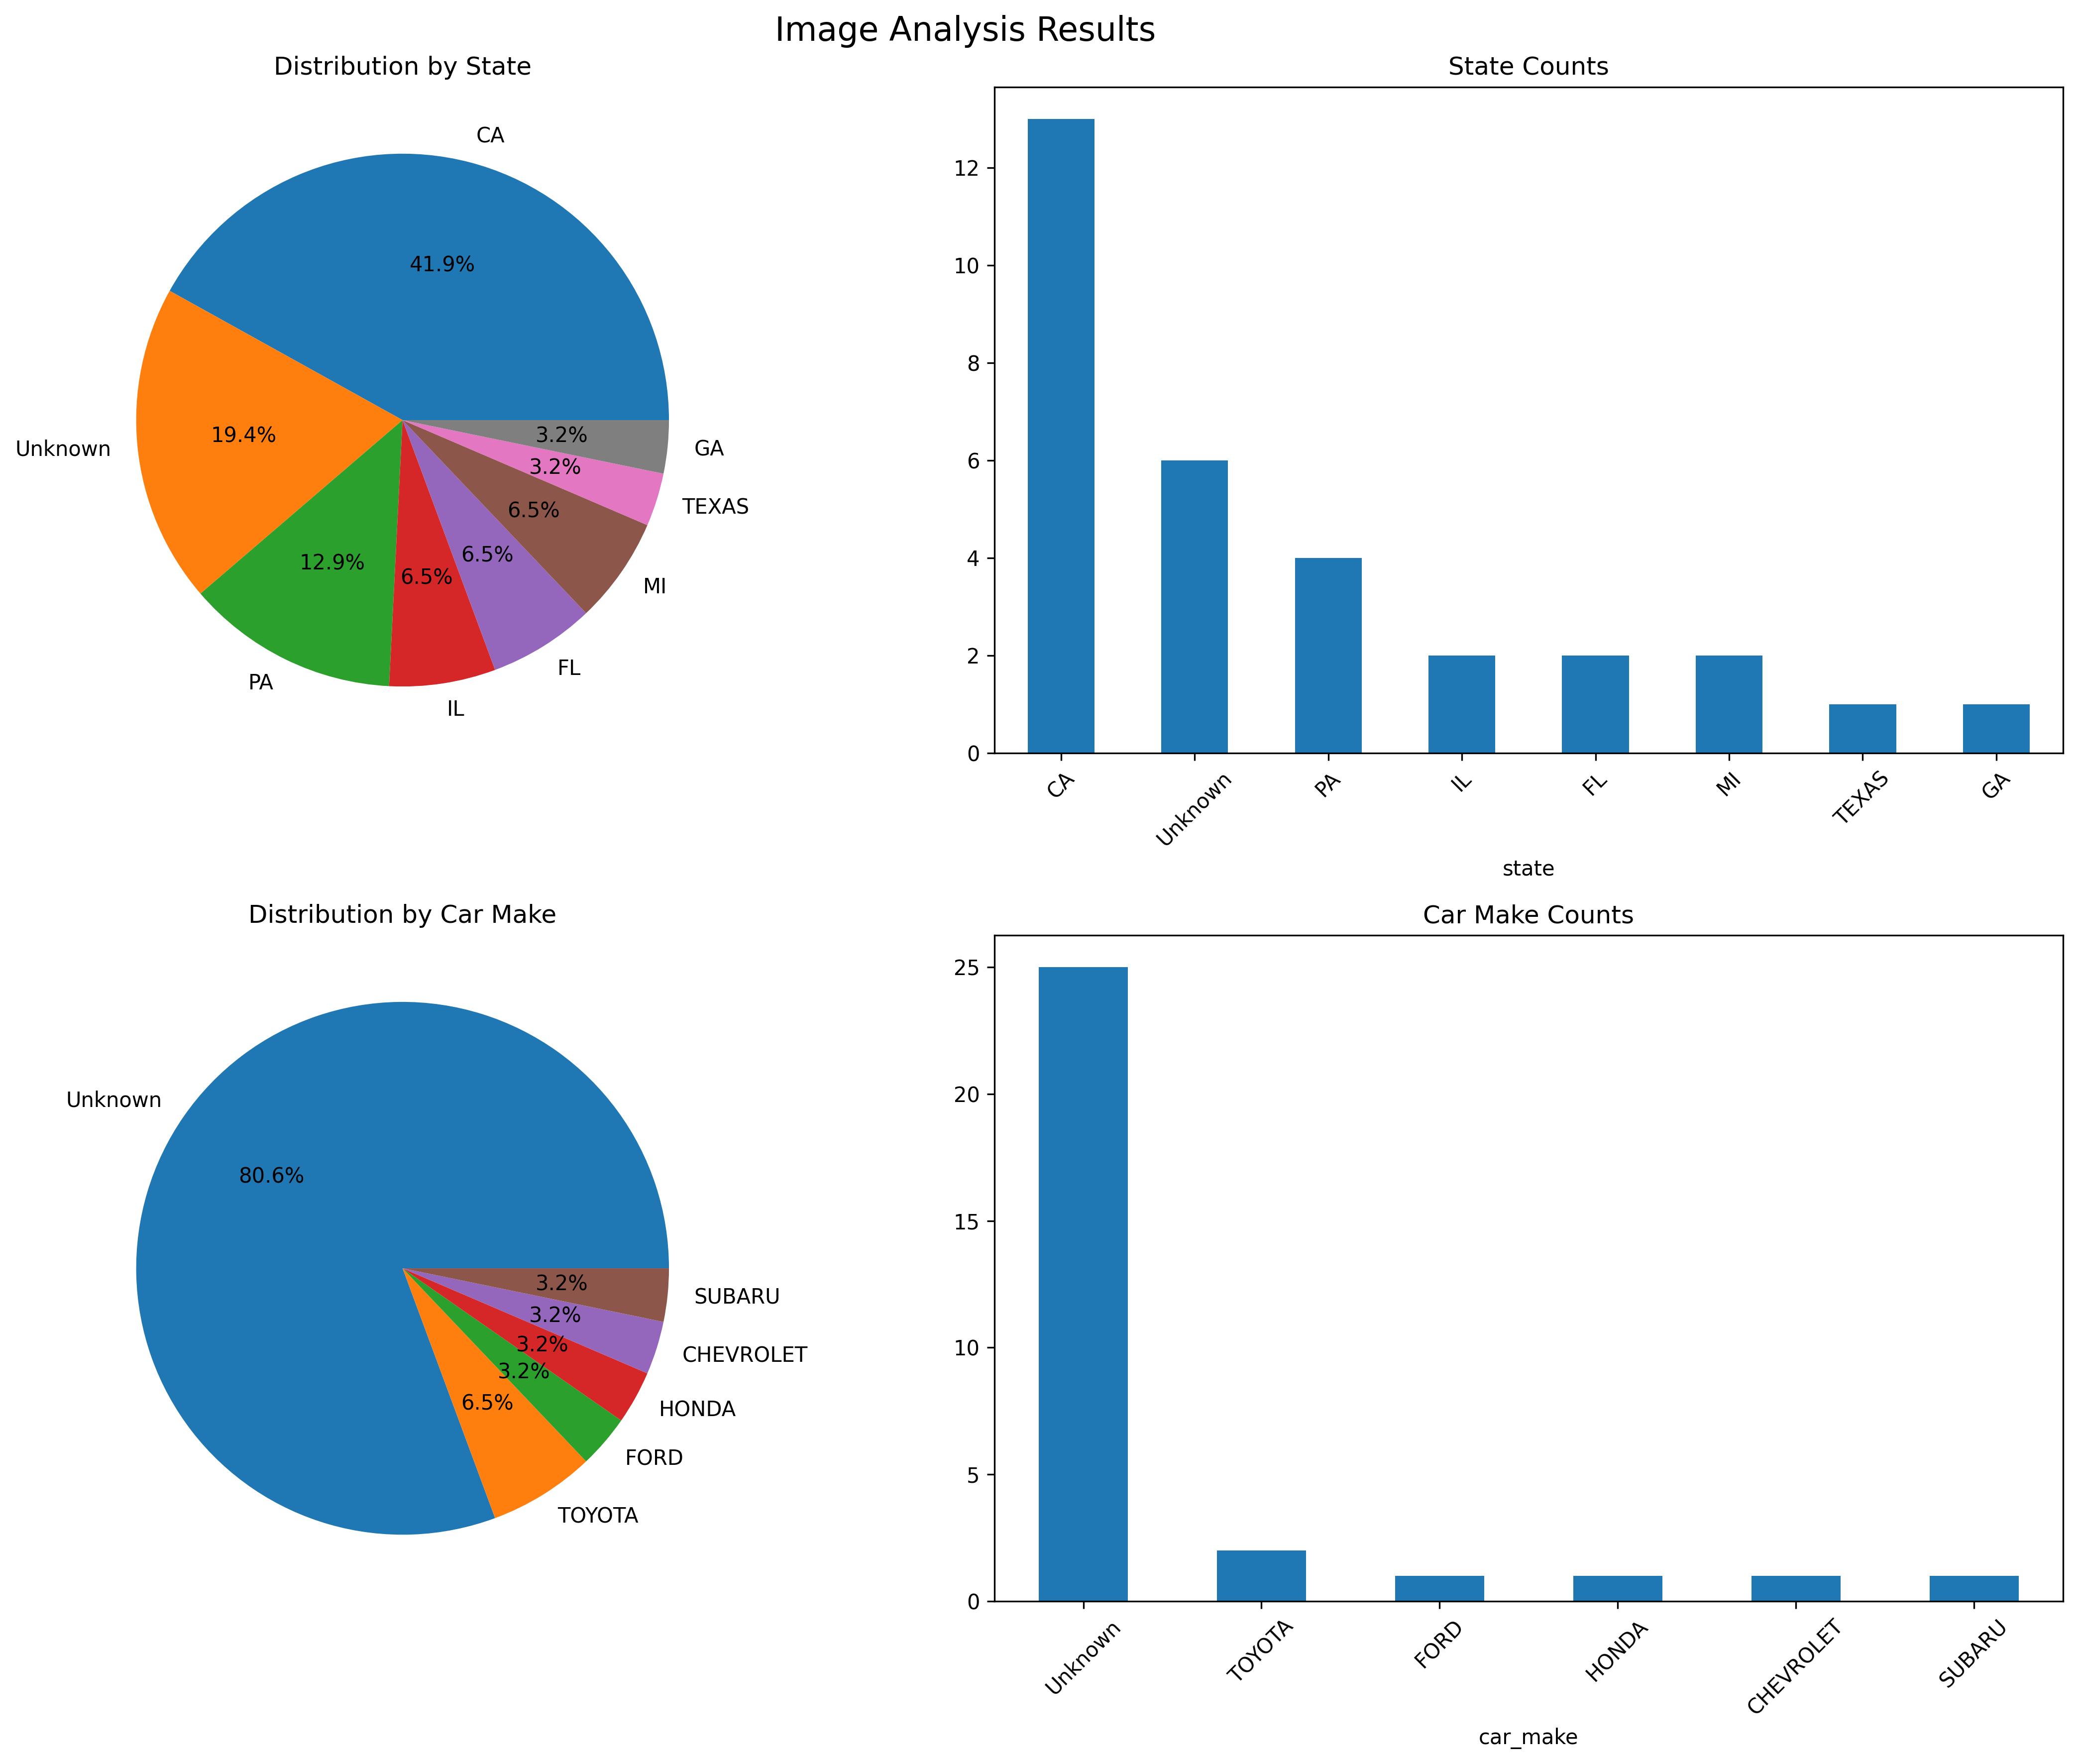 Image Analysis Results
Distribution by State
CA
41.9%
Unknown
19.4%
PA
12.9%
IL
6.5%
FL
6.5%
MI
6.5%
TEXAS
3.2%
GA
3.2%
State Counts
12
10
8
6
4
2
0
CA
Unknown
PA
IL
FL
MI
TEXAS
GA
state
Distribution by Car Make
Unknown
80.6%
TOYOTA
6.5%
FORD
3.2%
HONDA
3.2%
CHEVROLET
3.2%
SUBARU
3.2%
Car Make Counts
25
20
15
10
5
0
Unknown
TOYOTA
FORD
HONDA
CHEVROLET
SUBARU
car_make